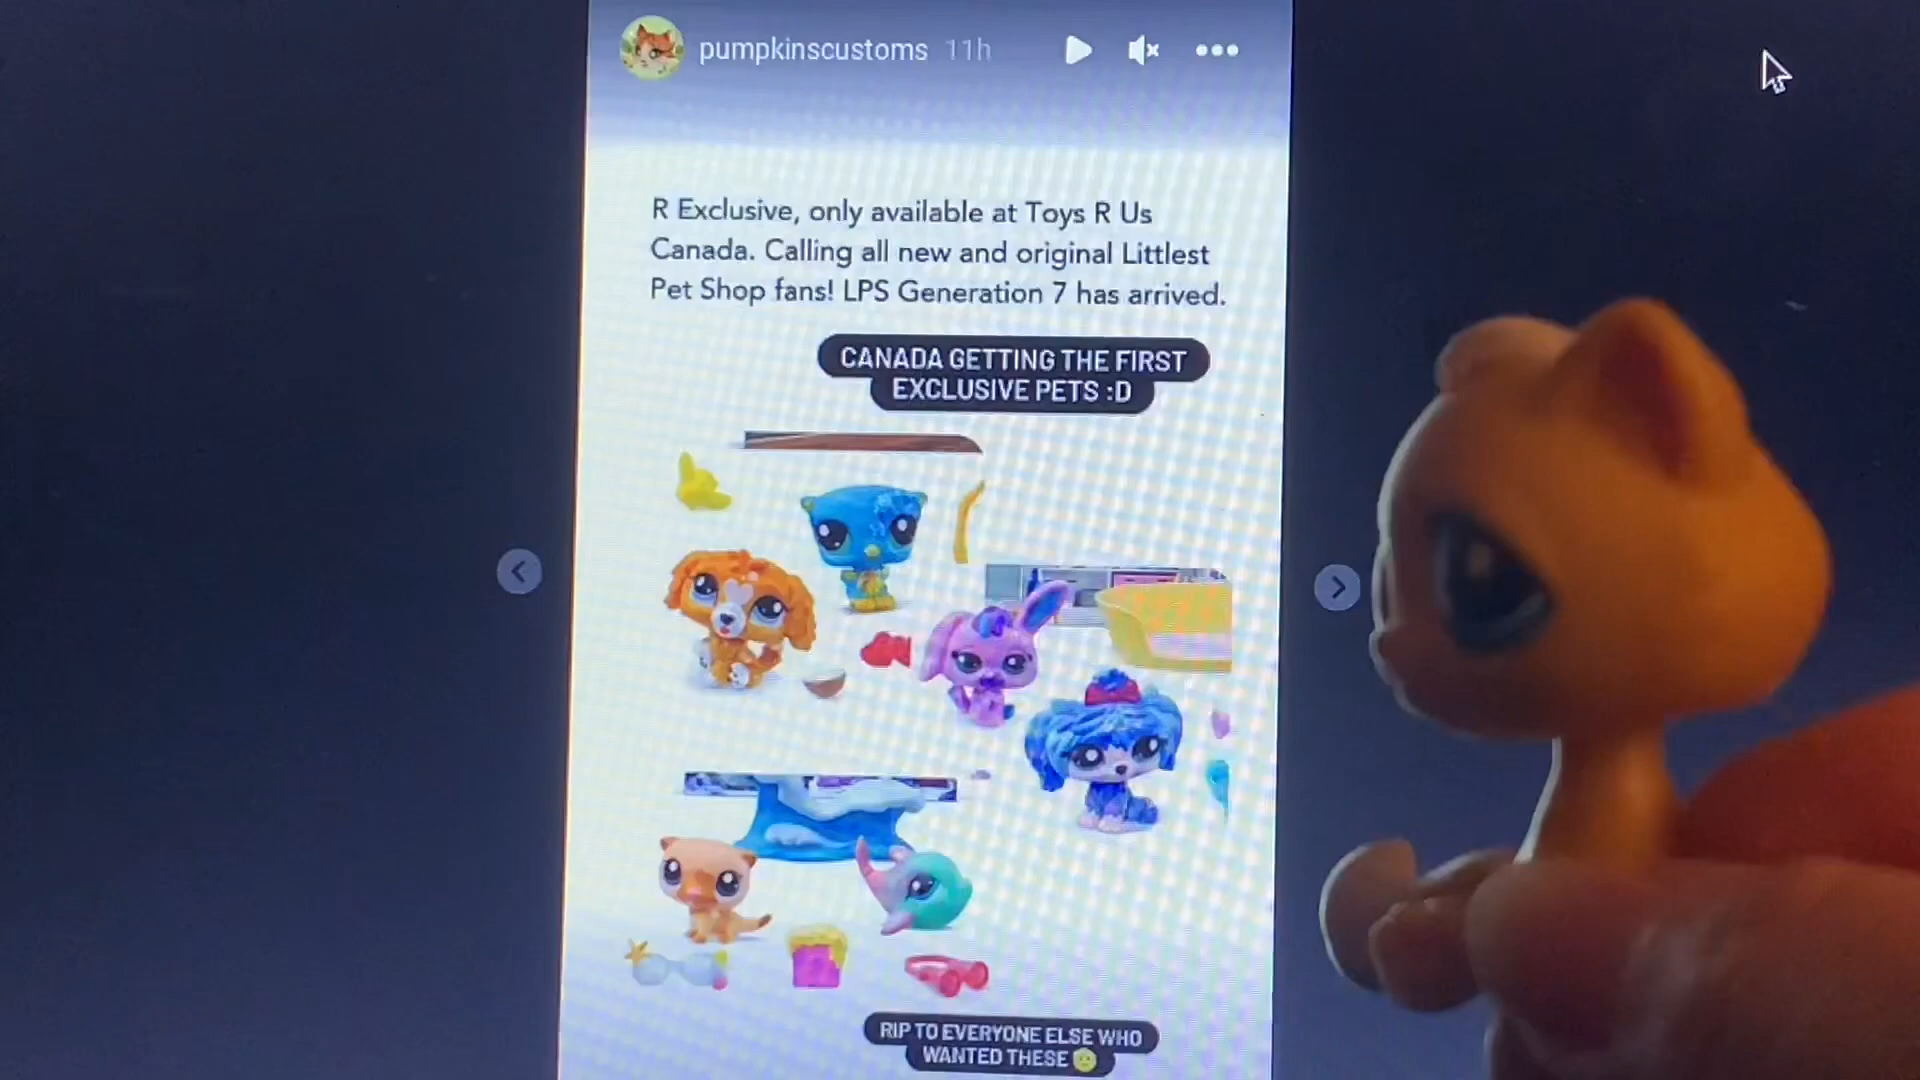 pumpkinscustoms 11h
R Exclusive, only available at Toys R Us
Canada. Calling all new and original Littlest
Pet Shop fans! LPS Generation 7 has arrived.
CANADA GETTING THE FIRST
EXCLUSIVE PETS :D
RIP TO EVERYONE ELSE WHO
WANTED THESE